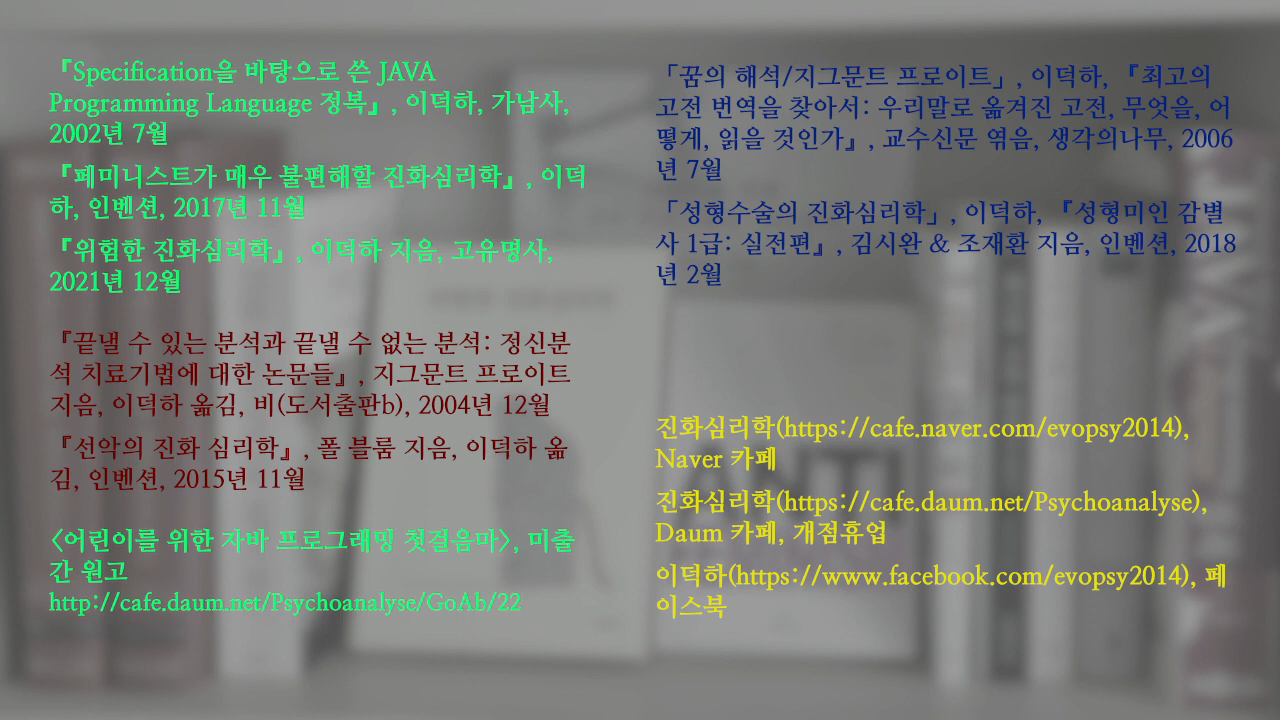 『Specification을 바탕으로 쓴 JAVA
Programming Language 정복』, 이덕하, 가남사,
2002년 7월
『페미니스트가 매우 불편해할 진화심리학』, 이덕
하, 인벤션, 2017년 11월
『위험한 진화심리학』, 이덕하 지음, 고유명사,
2021년 12월
『끝낼 수 있는 분석과 끝낼 수 없는 분석: 정신분
석 치료기법에 대한 논문들』, 지그문트 프로이트
지음, 이덕하 옮김, 비(도서출판b), 2004년 12월
『선악의 진화 심리학』, 폴 블룸 지음, 이덕하 옮
김, 인벤션, 2015년 11월
<어린이를 위한 자바 프로그래밍 첫걸음마>, 미출
간 원고
http://cafe.daum.net/Psychoanalyse/GoAb/22
「꿈의 해석/지그문트 프로이트」, 이덕하, 『최고의
고전 번역을 찾아서: 우리말로 옮겨진 고전, 무엇을, 어
떻게, 읽을 것인가』, 교수신문 엮음, 생각의나무, 2006
년 7월
「성형수술의 진화심리학」, 이덕하, 『성형미인 감별
사 1급: 실전편』, 김시완 & 조재환 지음, 인벤션, 2018
년 2월
진화심리학(https://cafe.naver.com/evopsy2014),
Naver 카페
진화심리학(https://cafe.daum.net/Psychoanalyse),
Daum 카페, 개점휴업
이덕하(https://www.facebook.com/evopsy2014), 페
이스북